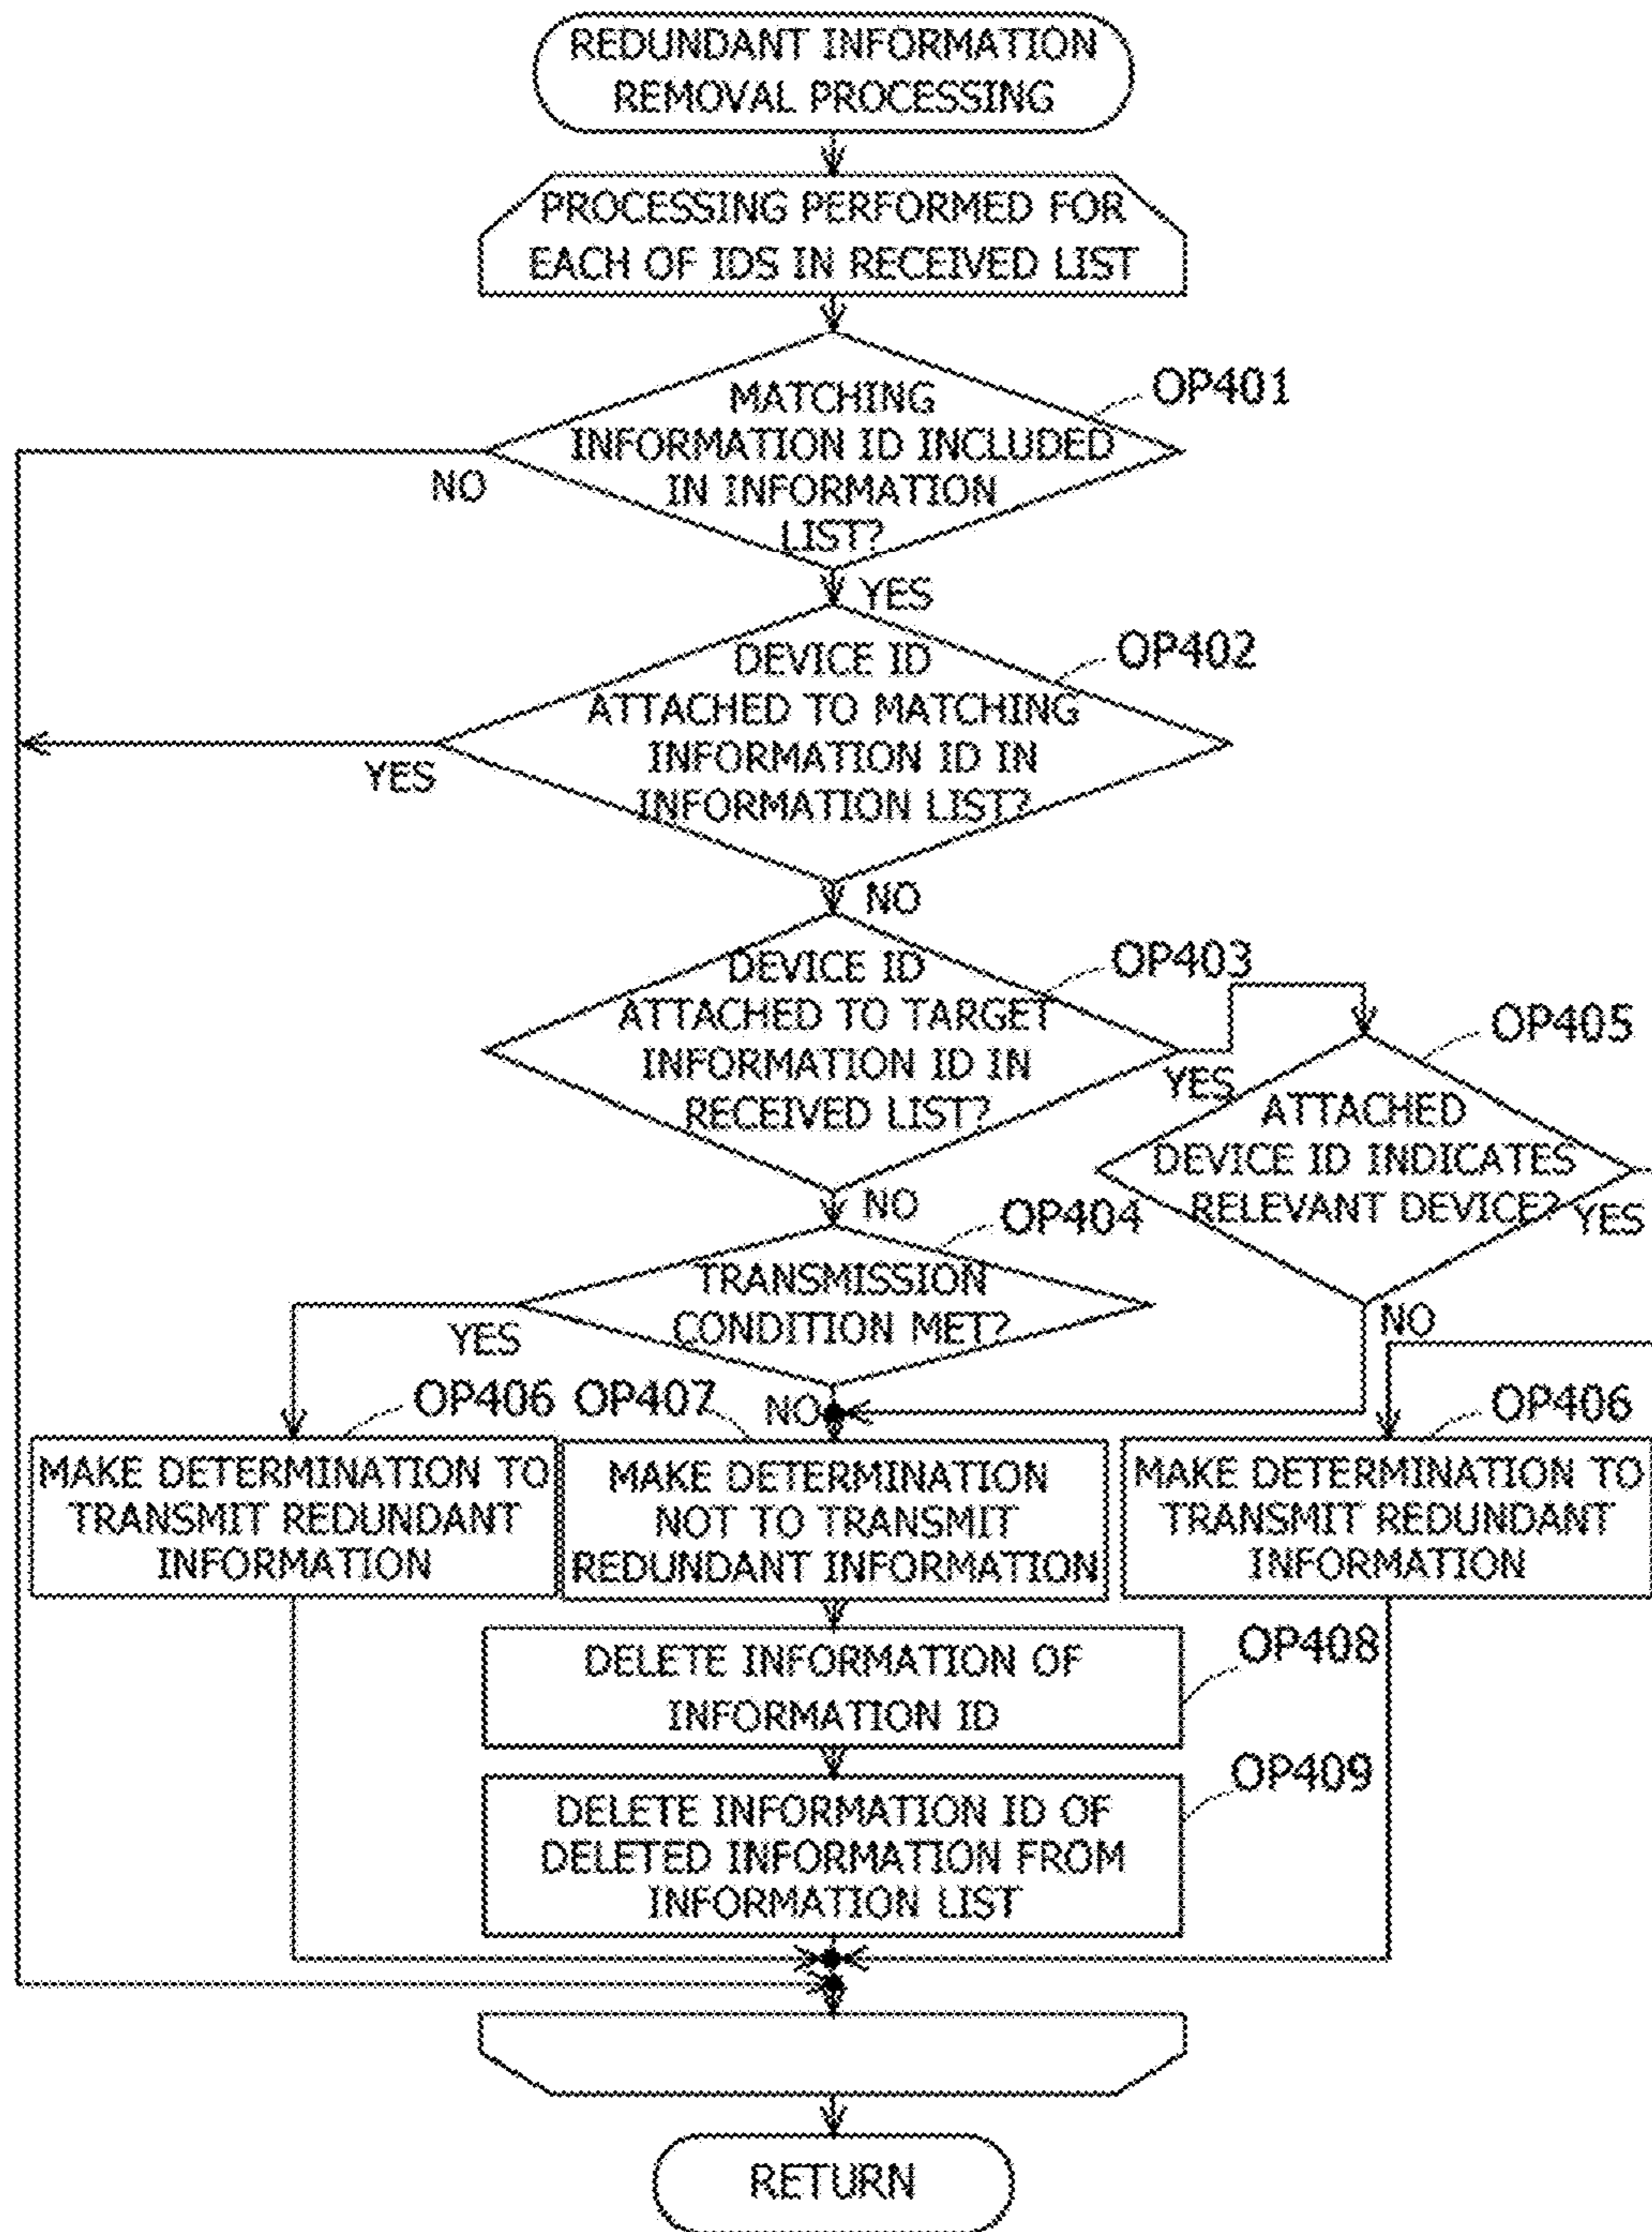 REDUNDANT INFORMATION
REMOVAL PROCESSING
PROCESSING PERFORMED FOR
EACH OF IDS IN RECEIVED LIST
OP401
MATCHING
INFORMATION ID INCLUDED
IN INFORMATION
LIST?
NO
YES
OP402
DEVICE ID
ATTACHED TO MATCHING
INFORMATION ID IN
INFORMATION LIST?
YES
NO
OP403
DEVICE ID
ATTACHED TO TARGET
INFORMATION ID IN
RECEIVED LIST?
YES
NO
OP405
ATTACHED
DEVICE ID INDICATES
RELEVANT DEVICE?
YES
NO
OP404
TRANSMISSION
CONDITION MET?
YES
NO
OP406
MAKE DETERMINATION TO
TRANSMIT REDUNDANT
INFORMATION
OP407
MAKE DETERMINATION
NOT TO TRANSMIT
REDUNDANT INFORMATION
OP406
MAKE DETERMINATION TO
TRANSMIT REDUNDANT
INFORMATION
OP408
DELETE INFORMATION OF
INFORMATION ID
OP409
DELETE INFORMATION ID OF
DELETED INFORMATION FROM
INFORMATION LIST
RETURN